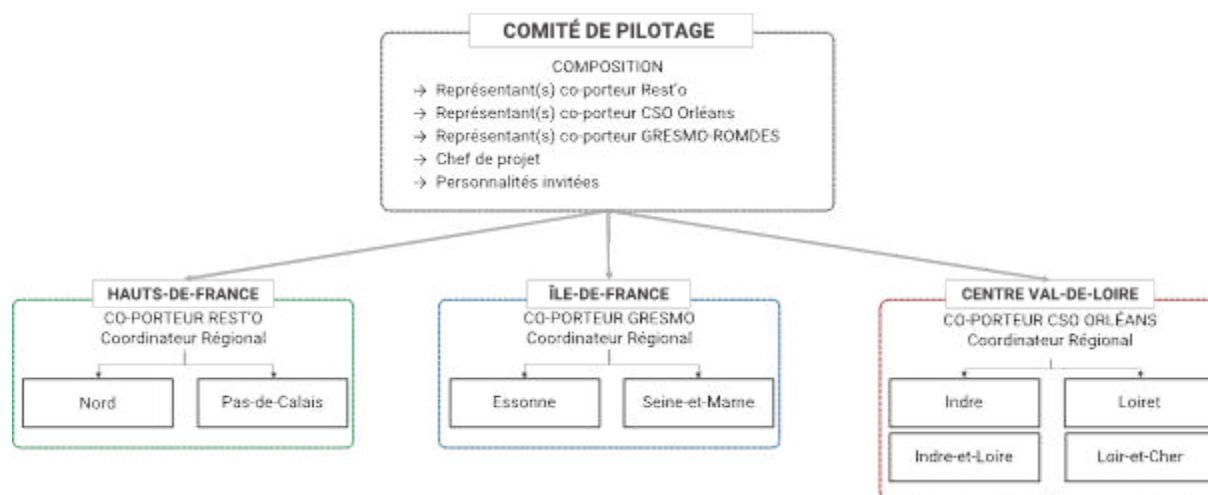 COMITÉ DE PILOTAGE
COMPOSITION
→ Représentant(s) co-porteur Rest'o
→ Représentant(s) co-porteur CSO Orléans
→ Représentant(s) co-porteur GRESMO-ROMDES
→ Chef de projet
→ Personnalités invitées
HAUTS-DE-FRANCE
CO-PORTEUR REST'O
Coordinateur Régional
Nord
Pas-de-Calais
ÎLE-DE-FRANCE
CO-PORTEUR GRESMO
Coordinateur Régional
Essonne
Seine-et-Marne
CENTRE VAL-DE-LOIRE
CO-PORTEUR CSO ORLÉANS
Coordinateur Régional
Indre
Loiret
Indre-et-Loire
Loir-et-Cher